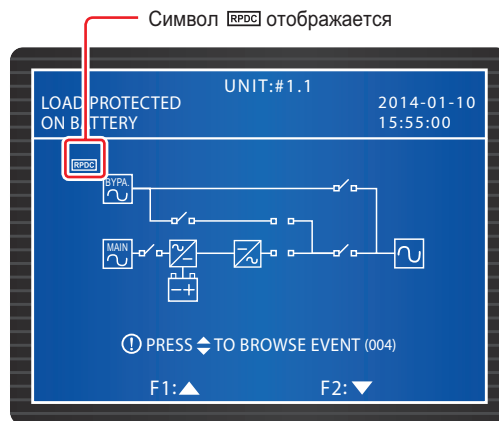 Символ RPDC отображается
UNIT:#1.1
LOAD PROTECTED
ON BATTERY
2014-01-10
15:55:00
RPDC
BYPA.
MAIN
! PRESS TO BROWSE EVENT (004)
F1:▲ F2:▼